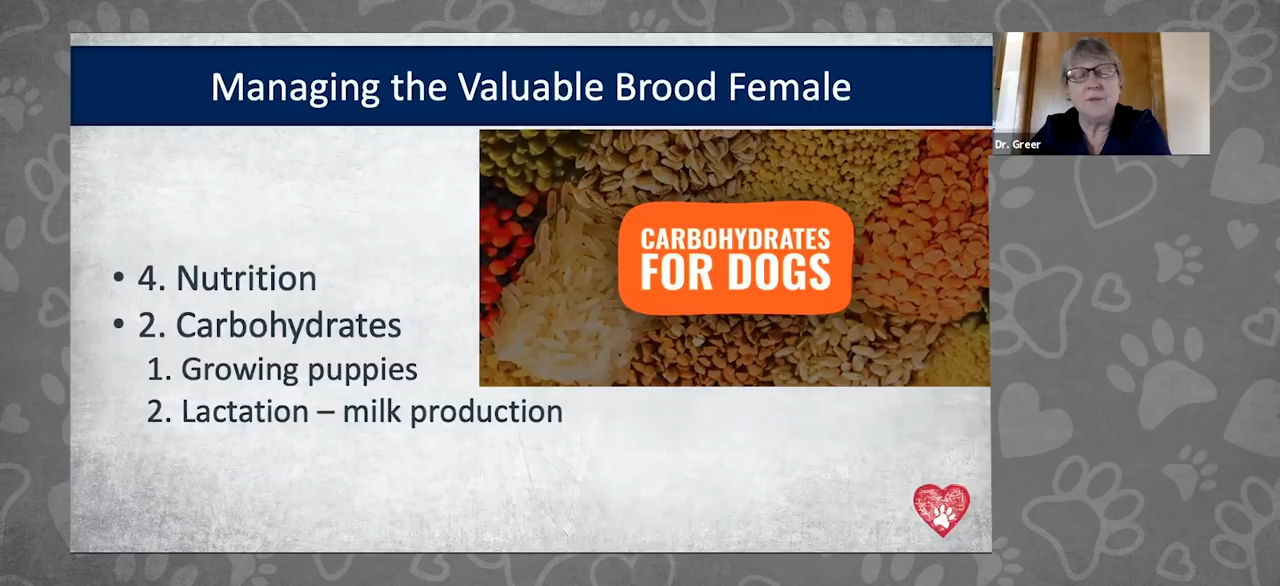 Managing the Valuable Brood Female
Dr. Greer
CARBOHYDRATES
FOR DOGS
• 4. Nutrition
• 2. Carbohydrates
1. Growing puppies
2. Lactation – milk production